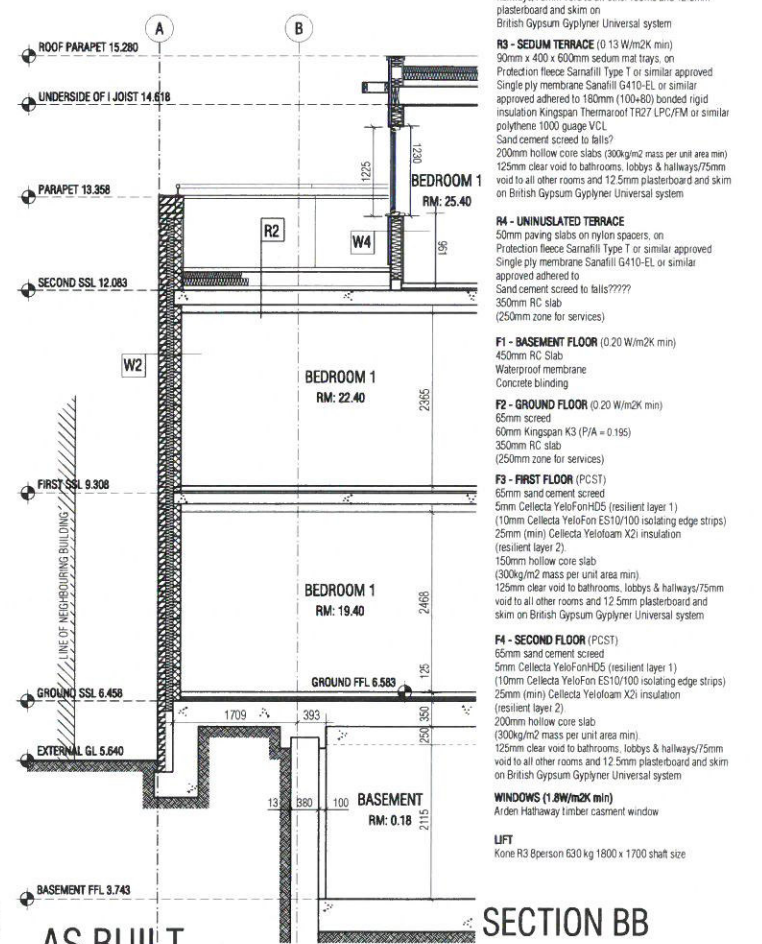 A
B
ROOF PARAPET 15.280
UNDERSIDE OF I JOIST 14.618
PARAPET 13.358
SECOND SSL 12.083
FIRST SSL 9.308
GROUND SSL 6.458
EXTERNAL GL 5.640
BASEMENT FFL 3.743
LINE OF NEIGHBOURING BUILDING
W2
R2
W4
1225
1230
961
BEDROOM 1
RM: 25.40
BEDROOM 1
RM: 22.40
2365
BEDROOM 1
RM: 19.40
2468
GROUND FFL 6.583
125
350
250
1709
393
13
380
100
BASEMENT
RM: 0.18
2115
AS BUILT
SECTION BB
plasterboard and skim on
British Gypsum Gyplyner Universal system
R3 - SEDUM TERRACE (0.13 W/m2K min)
90mm x 400 x 600mm sedum mat trays, on
Protection fleece Sarnafill Type T or similar approved
Single ply membrane Sanafill G410-EL or similar
approved adhered to 180mm (100+80) bonded rigid
insulation Kingspan Thermaroof TR27 LPC/FM or similar
polythene 1000 guage VCL
Sand cement screed to falls?
200mm hollow core slabs (300kg/m2 mass per unit area min)
125mm clear void to bathrooms, lobbys & hallways/75mm
void to all other rooms and 12.5mm plasterboard and skim
on British Gypsum Gyplyner Universal system
R4 - UNINUSLATED TERRACE
50mm paving slabs on nylon spacers, on
Protection fleece Sarnafill Type T or similar approved
Single ply membrane Sanafill G410-EL or similar
approved adhered to
Sand cement screed to falls?????
350mm RC slab
(250mm zone for services)
F1 - BASEMENT FLOOR (0.20 W/m2K min)
450mm RC Slab
Waterproof membrane
Concrete blinding
F2 - GROUND FLOOR (0.20 W/m2K min)
65mm screed
60mm Kingspan K3 (P/A = 0.195)
350mm RC slab
(250mm zone for services)
F3 - FIRST FLOOR (PCST)
65mm sand cement screed
5mm Cellecta YeloFonHD5 (resilient layer 1)
(10mm Cellecta YeloFon ES10/100 isolating edge strips)
25mm (min) Cellecta Yelofoam X2i insulation
(resilient layer 2).
150mm hollow core slab
(300kg/m2 mass per unit area min).
125mm clear void to bathrooms, lobbys & hallways/75mm
void to all other rooms and 12.5mm plasterboard and
skim on British Gypsum Gyplyner Universal system
F4 - SECOND FLOOR (PCST)
65mm sand cement screed
5mm Cellecta YeloFonHD5 (resilient layer 1)
(10mm Cellecta YeloFon ES10/100 isolating edge strips)
25mm (min) Cellecta Yelofoam X2i insulation
(resilient layer 2)
200mm hollow core slab
(300kg/m2 mass per unit area min).
125mm clear void to bathrooms, lobbys & hallways/75mm
void to all other rooms and 12.5mm plasterboard and skim
on British Gypsum Gyplyner Universal system
WINDOWS (1.8W/m2K min)
Arden Hathaway timber casment window
LIFT
Kone R3 8person 630 kg 1800 x 1700 shaft size